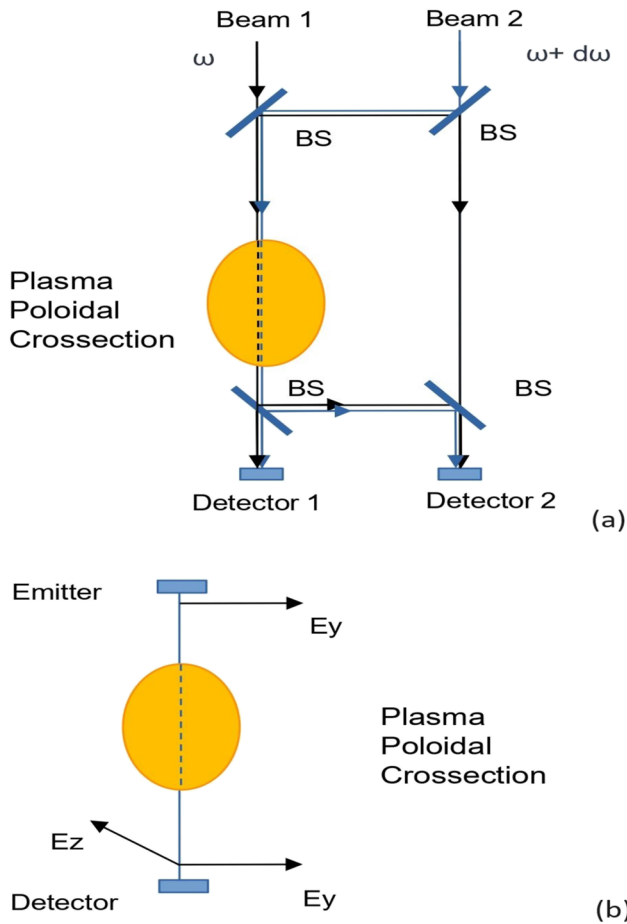 Beam 1
Beam 2
ω
ω+ dω
BS
BS
Plasma
Poloidal
Crossection
BS
BS
Detector 1
Detector 2
(a)
Emitter
Ey
Plasma
Poloidal
Crossection
Ez
Ey
Detector
(b)